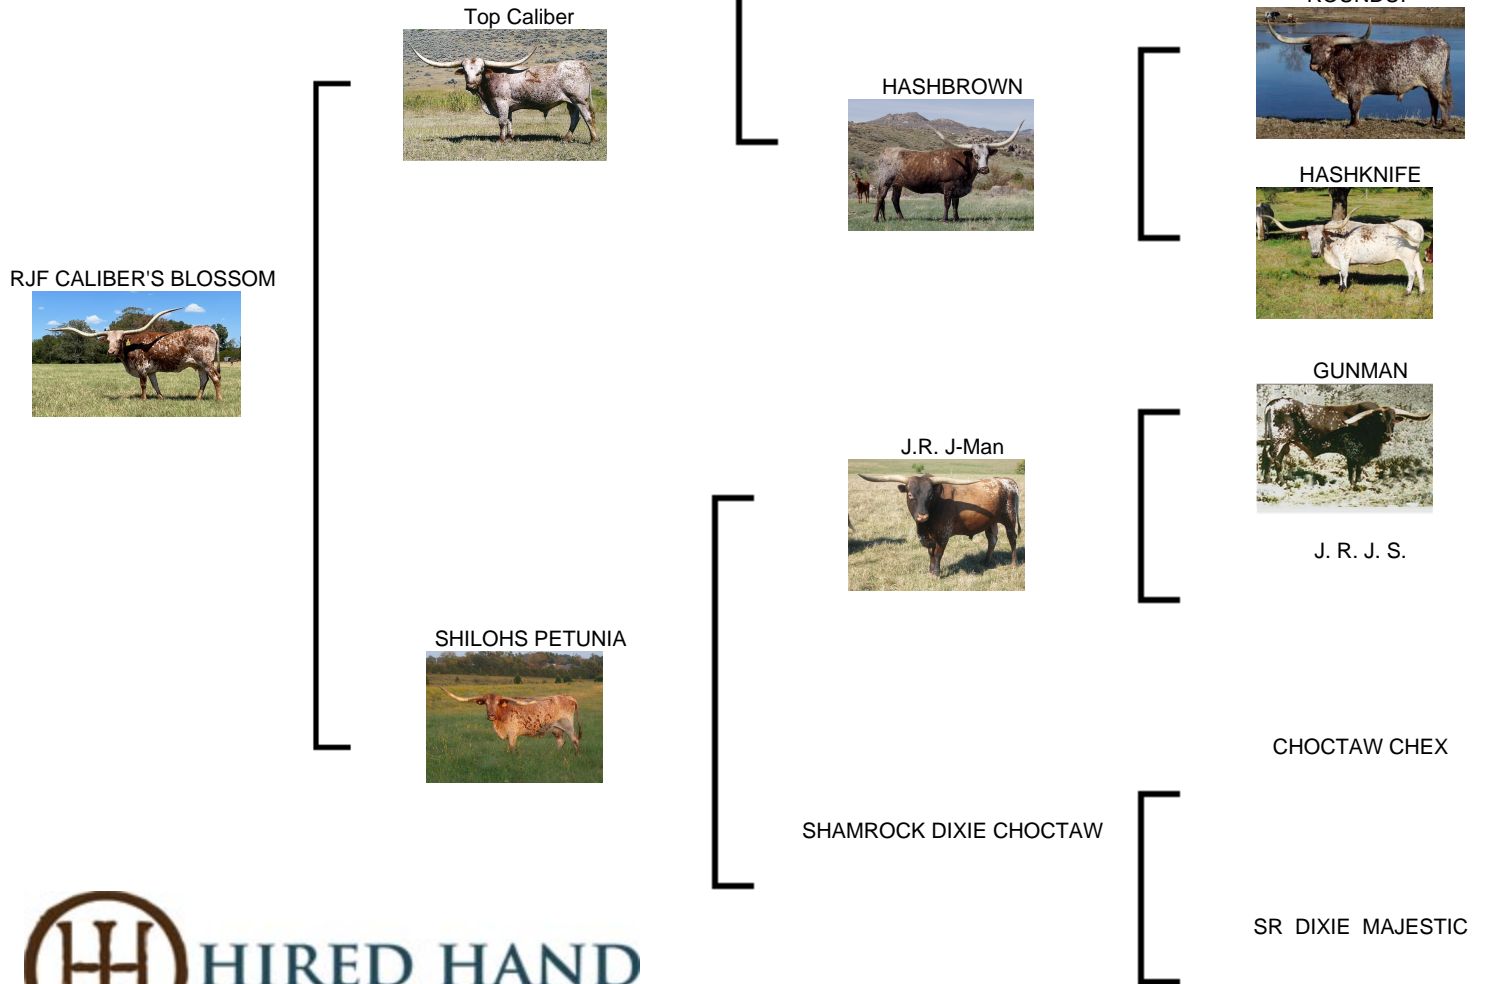 Top Caliber
HASHBROWN
HASHKNIFE
RJF CALIBER'S BLOSSOM
GUNMAN
J.R. J-Man
J. R. J. S.
SHILOHS PETUNIA
CHOCTAW CHEX
SHAMROCK DIXIE CHOCTAW
SR DIXIE MAJESTIC
HIRED HAND